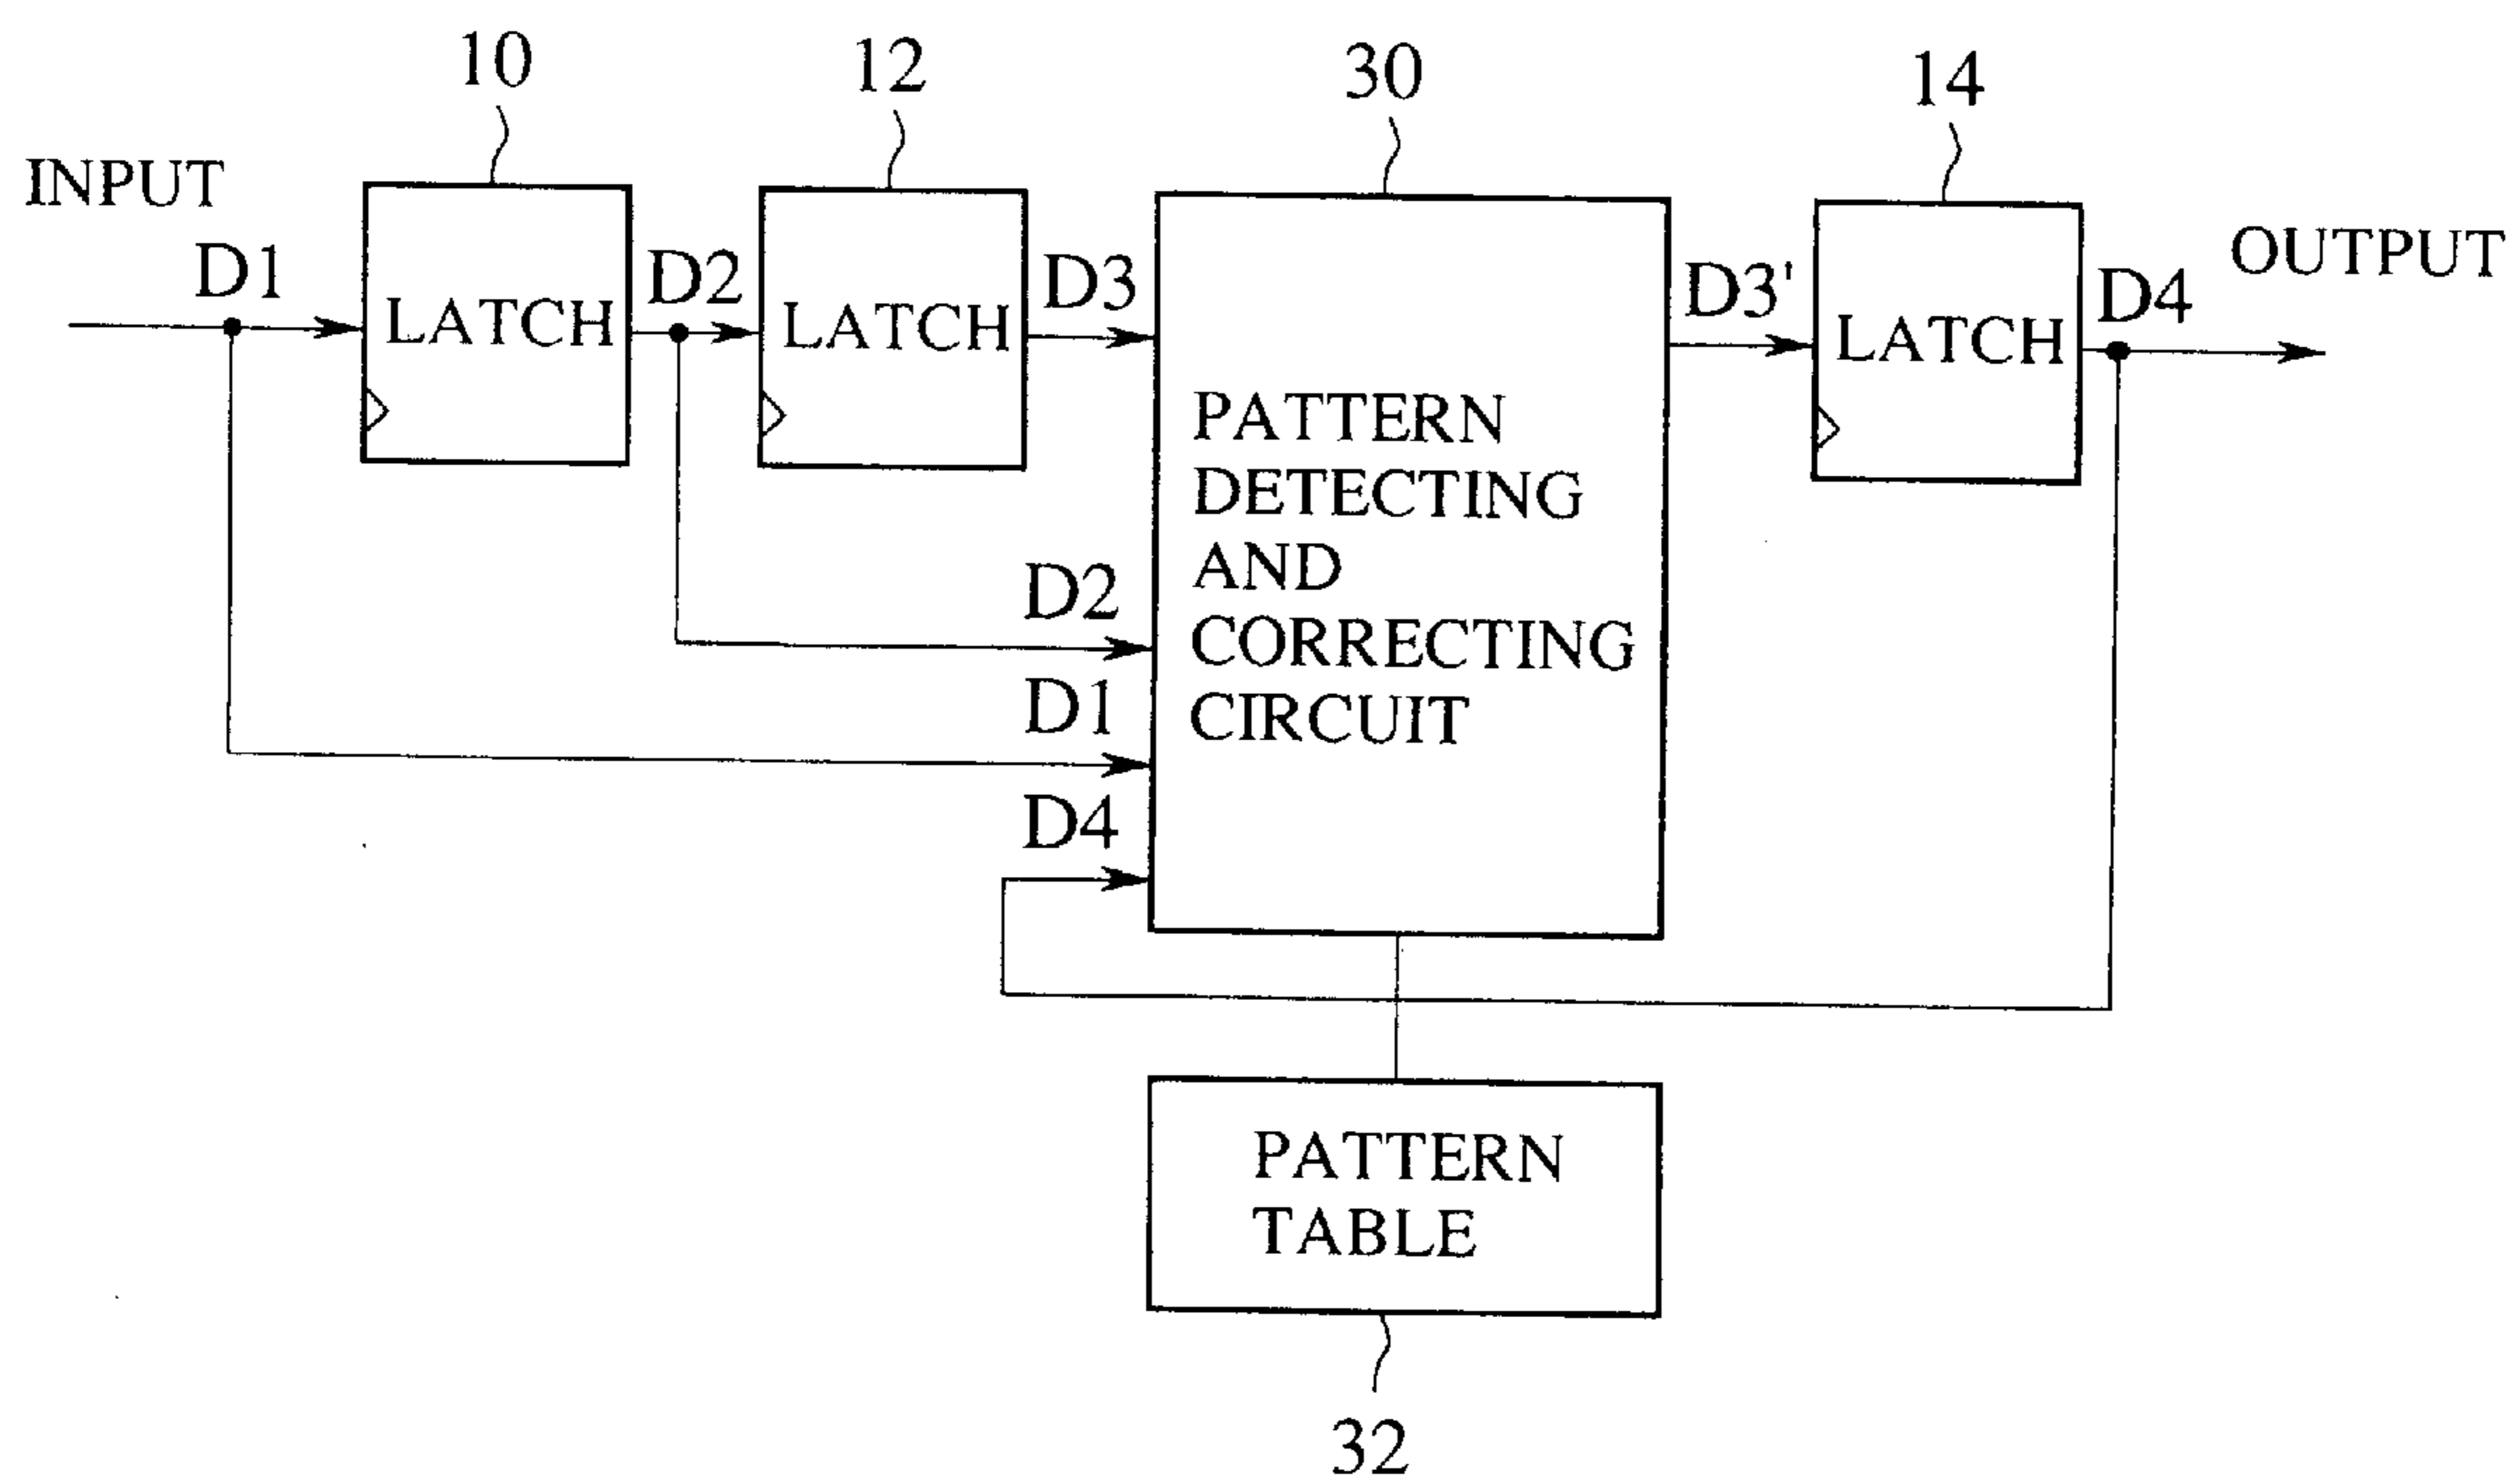 10
12
30
14
INPUT
OUTPUT
D1
D2
D3
D3'
D4
LATCH
LATCH
LATCH
PATTERN
DETECTING
AND
CORRECTING
CIRCUIT
D2
D1
D4
PATTERN
TABLE
32